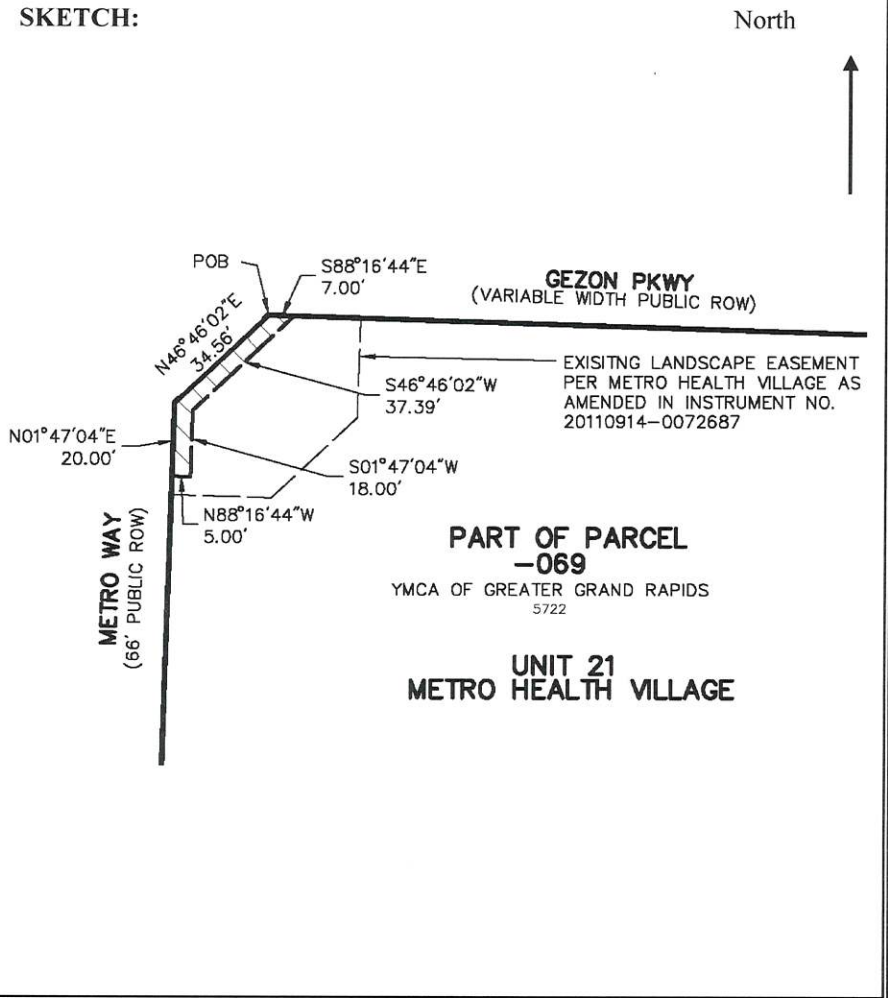 SKETCH:
North
POB
S88°16'44"E
7.00'
GEZON PKWY
(VARIABLE WIDTH PUBLIC ROW)
N46°46'02"E
34.56'
EXISITNG LANDSCAPE EASEMENT
PER METRO HEALTH VILLAGE AS
AMENDED IN INSTRUMENT NO.
20110914-0072687
S46°46'02"W
37.39'
N01°47'04"E
20.00'
S01°47'04"W
18.00'
N88°16'44"W
5.00'
METRO WAY
(66' PUBLIC ROW)
PART OF PARCEL
-069
YMCA OF GREATER GRAND RAPIDS
5722
UNIT 21
METRO HEALTH VILLAGE